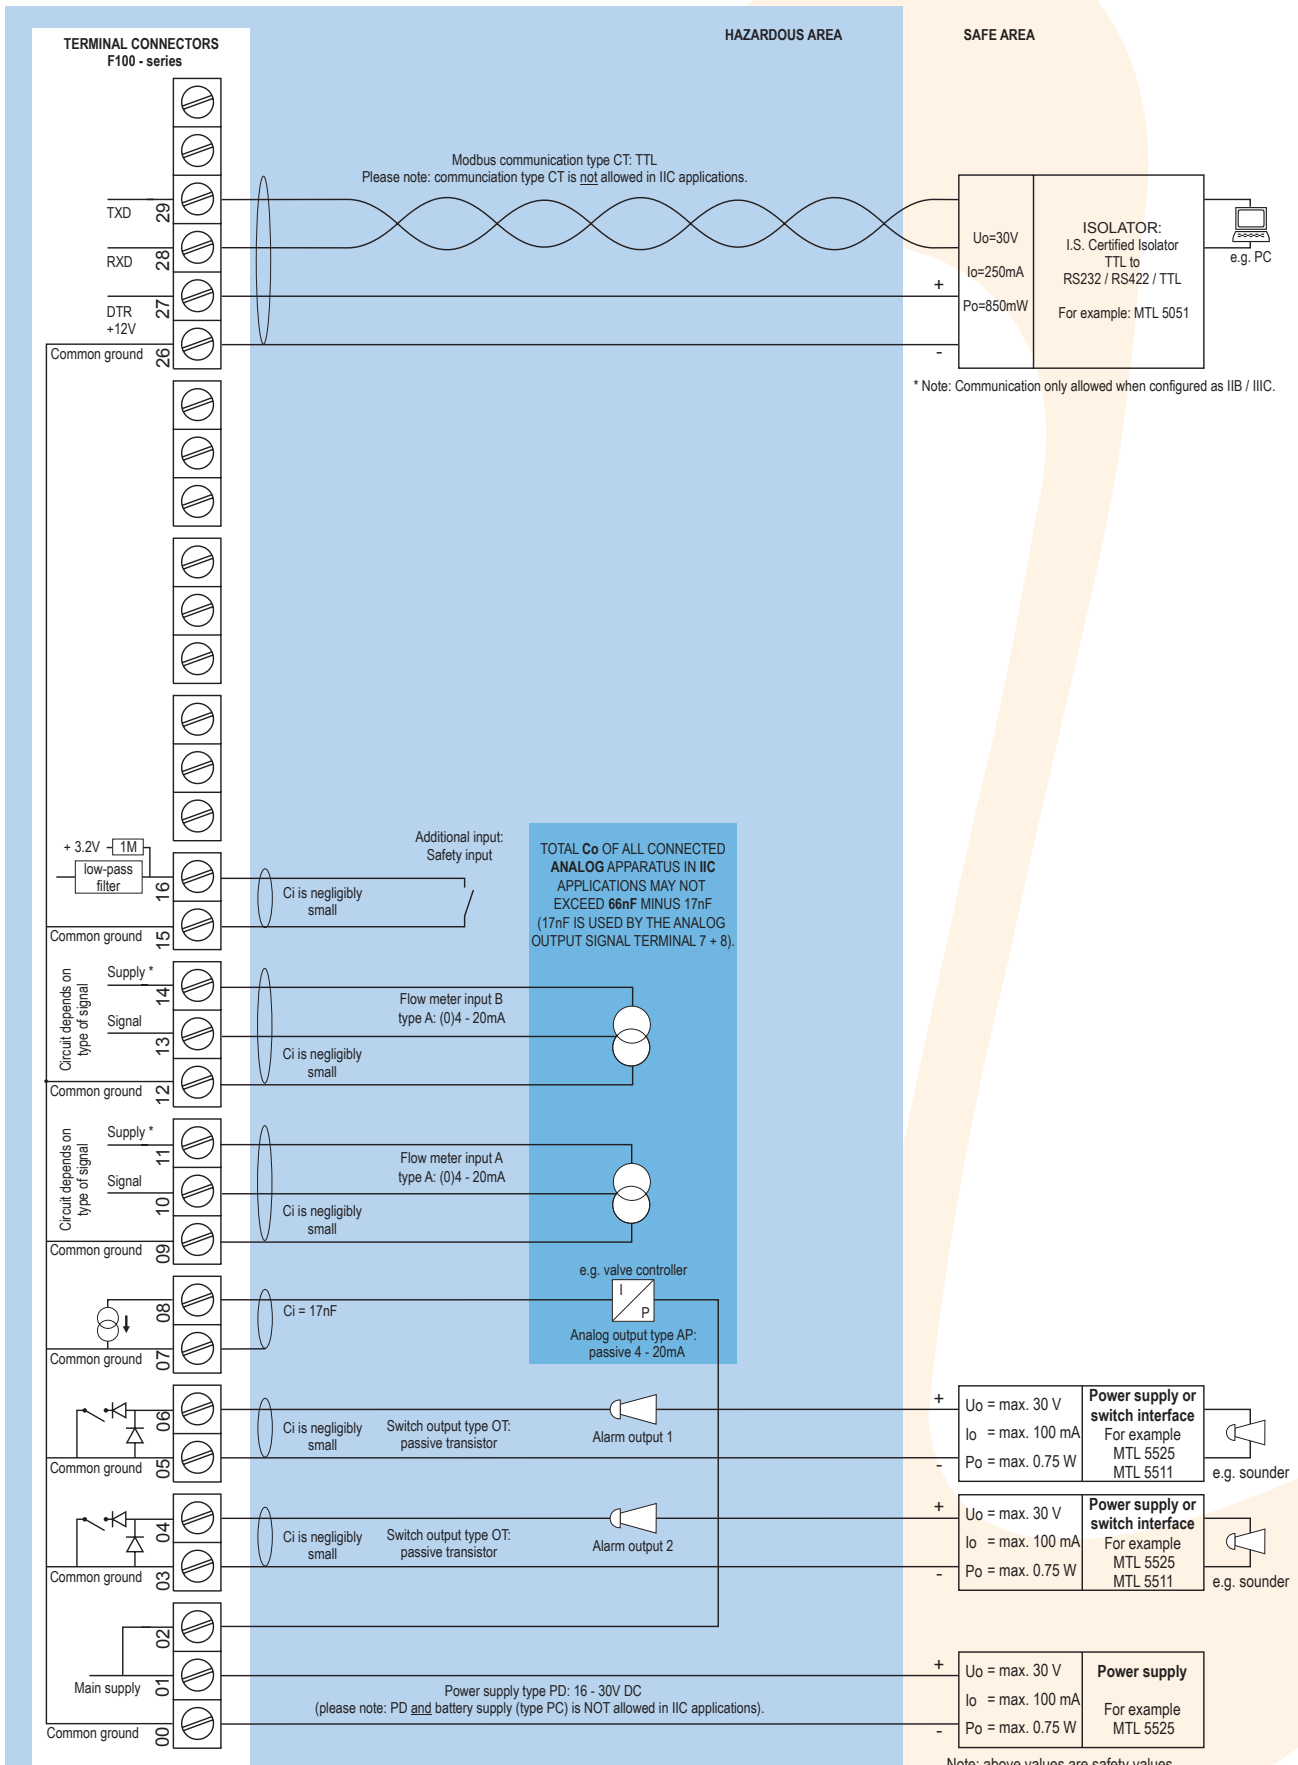 TERMINAL CONNECTORS
F100 - series
HAZARDOUS AREA
SAFE AREA
Modbus communication type CT: TTL
Please note: communciation type CT is not allowed in IIC applications.
TXD
29
RXD
28
DTR
+12V
27
Common ground
26
+
-
Uo=30V
Io=250mA
Po=850mW
ISOLATOR:
I.S. Certified Isolator
TTL to
RS232 / RS422 / TTL
For example: MTL 5051
e.g. PC
* Note: Communication only allowed when configured as IIB / IIIC.
+ 3.2V
1M
low-pass
filter
16
Common ground
15
Ci is negligibly
small
Additional input:
Safety input
TOTAL Co OF ALL CONNECTED
ANALOG APPARATUS IN IIC
APPLICATIONS MAY NOT
EXCEED 66nF MINUS 17nF
(17nF IS USED BY THE ANALOG
OUTPUT SIGNAL TERMINAL 7 + 8).
Circuit depends on
type of signal
Supply *
14
Signal
13
Common ground
12
Flow meter input B
type A: (0)4 - 20mA
Ci is negligibly
small
Circuit depends on
type of signal
Supply *
11
Signal
10
Common ground
09
Flow meter input A
type A: (0)4 - 20mA
Ci is negligibly
small
e.g. valve controller
I
P
Analog output type AP:
passive 4 - 20mA
08
Ci = 17nF
Common ground
07
06
Common ground
05
Ci is negligibly
small
Switch output type OT:
passive transistor
Alarm output 1
+
-
Uo = max. 30 V
Io = max. 100 mA
Po = max. 0.75 W
Power supply or
switch interface
For example
MTL 5525
MTL 5511
e.g. sounder
04
Common ground
03
Ci is negligibly
small
Switch output type OT:
passive transistor
Alarm output 2
+
-
Uo = max. 30 V
Io = max. 100 mA
Po = max. 0.75 W
Power supply or
switch interface
For example
MTL 5525
MTL 5511
e.g. sounder
02
Main supply
01
Common ground
00
Power supply type PD: 16 - 30V DC
(please note: PD and battery supply (type PC) is NOT allowed in IIC applications).
+
-
Uo = max. 30 V
Io = max. 100 mA
Po = max. 0.75 W
Power supply
For example
MTL 5525
Note: above values are safety values